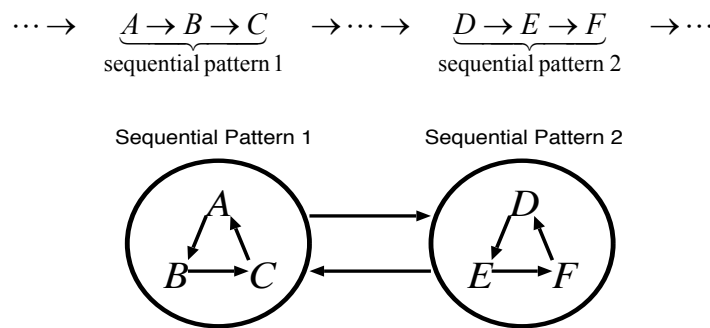 ⋯ → A → B → C → ⋯⋯ → D → E → F → ⋯
sequential pattern 1 sequential pattern 2
Sequential Pattern 1 Sequential Pattern 2
A D
B C E F